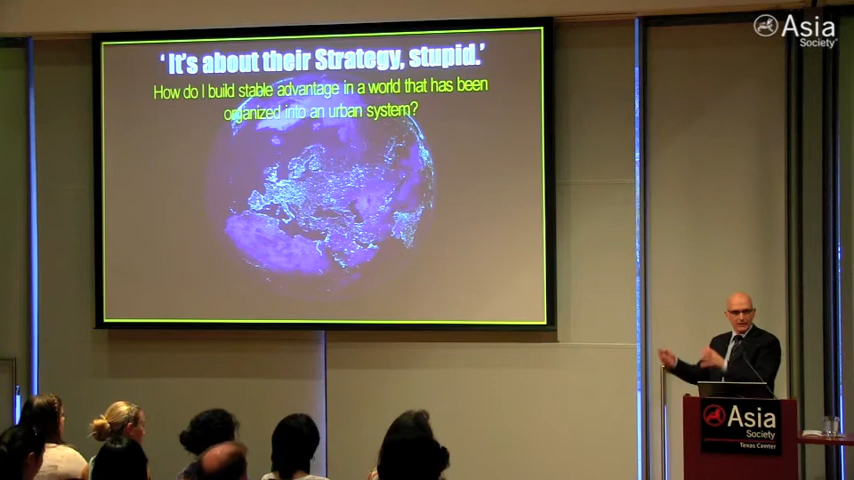 Asia
Society
‘ It's about their Strategy, stupid.’
How do I build stable advantage in a world that has been
organized into an urban system?
Asia
Society
Texas Center